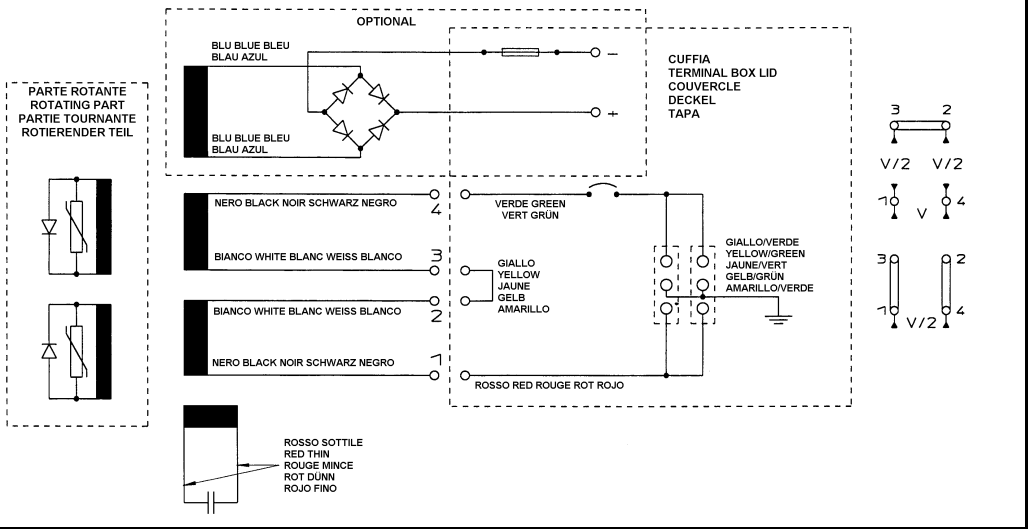 OPTIONAL
BLU BLUE BLEU
BLAU AZUL
BLU BLUE BLEU
BLAU AZUL
−
+
CUFFIA
TERMINAL BOX LID
COUVERCLE
DECKEL
TAPA
PARTE ROTANTE
ROTATING PART
PARTIE TOURNANTE
ROTIERENDER TEIL
NERO BLACK NOIR SCHWARZ NEGRO
4
VERDE GREEN
VERT GRÜN
BIANCO WHITE BLANC WEISS BLANCO
3
GIALLO
YELLOW
JAUNE
GELB
AMARILLO
BIANCO WHITE BLANC WEISS BLANCO
2
NERO BLACK NOIR SCHWARZ NEGRO
1
ROSSO RED ROUGE ROT ROJO
GIALLO/VERDE
YELLOW/GREEN
JAUNE/VERT
GELB/GRÜN
AMARILLO/VERDE
3 2
V/2 V/2
1 4
V
3 2
1 4
V/2
ROSSO SOTTILE
RED THIN
ROUGE MINCE
ROT DÜNN
ROJO FINO